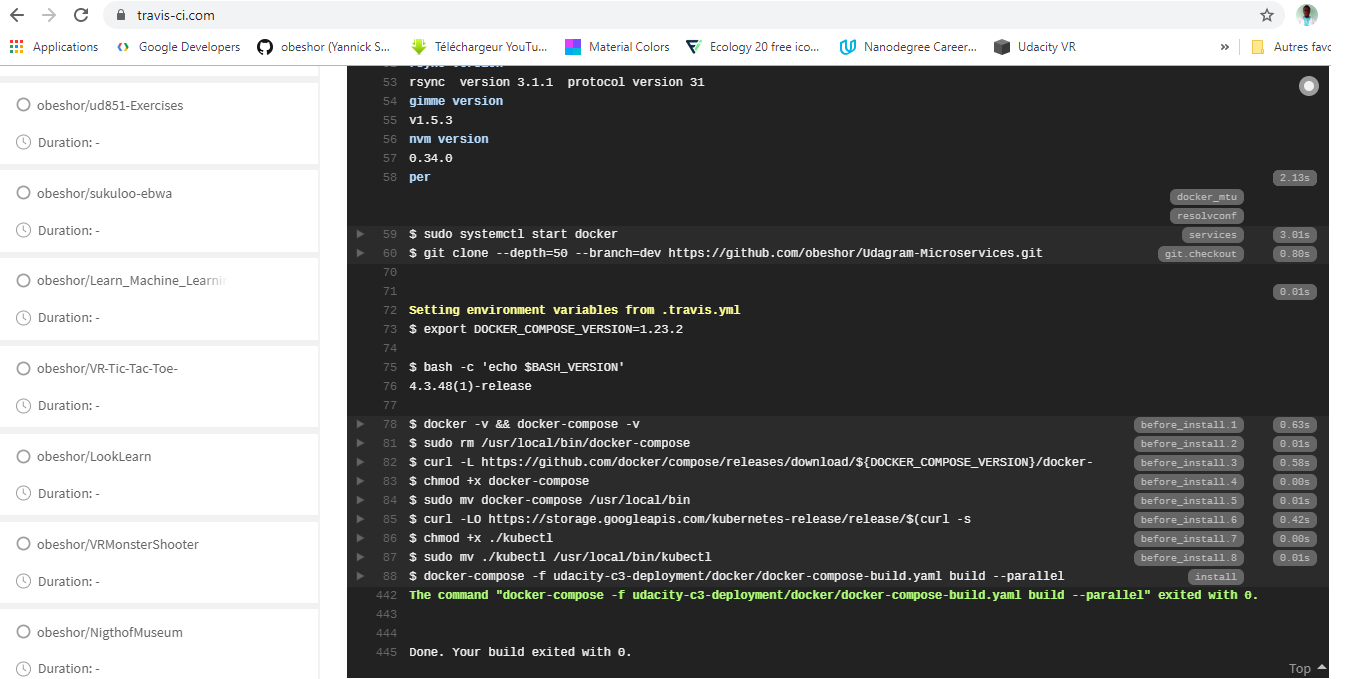 travis-ci.com
Applications
Google Developers
obeshor (Yannick S...
Téléchargeur YouTu...
Material Colors
Ecology 20 free ico...
Nanodegree Career...
Udacity VR
»
Autres favo
obeshor/ud851-Exercises
Duration: -
obeshor/sukuloo-ebwa
Duration: -
obeshor/Learn_Machine_Learnin
Duration: -
obeshor/VR-Tic-Tac-Toe-
Duration: -
obeshor/LookLearn
Duration: -
obeshor/VRMonsterShooter
Duration: -
obeshor/NigthofMuseum
Duration: -
52 rsync version
53 rsync  version 3.1.1  protocol version 31
54 gimme version
55 v1.5.3
56 nvm version
57 0.34.0
58 per 2.13s
docker_mtu
resolvconf
59 $ sudo systemctl start docker services 3.01s
60 $ git clone --depth=50 --branch=dev https://github.com/obeshor/Udagram-Microservices.git git.checkout 0.80s
70
71 0.01s
72 Setting environment variables from .travis.yml
73 $ export DOCKER_COMPOSE_VERSION=1.23.2
74
75 $ bash -c 'echo $BASH_VERSION'
76 4.3.48(1)-release
77
78 $ docker -v && docker-compose -v before_install.1 0.63s
81 $ sudo rm /usr/local/bin/docker-compose before_install.2 0.01s
82 $ curl -L https://github.com/docker/compose/releases/download/${DOCKER_COMPOSE_VERSION}/docker- before_install.3 0.58s
83 $ chmod +x docker-compose before_install.4 0.00s
84 $ sudo mv docker-compose /usr/local/bin before_install.5 0.01s
85 $ curl -LO https://storage.googleapis.com/kubernetes-release/release/$(curl -s before_install.6 0.42s
86 $ chmod +x ./kubectl before_install.7 0.00s
87 $ sudo mv ./kubectl /usr/local/bin/kubectl before_install.8 0.01s
88 $ docker-compose -f udacity-c3-deployment/docker/docker-compose-build.yaml build --parallel install
442 The command "docker-compose -f udacity-c3-deployment/docker/docker-compose-build.yaml build --parallel" exited with 0.
443
444
445 Done. Your build exited with 0.
Top